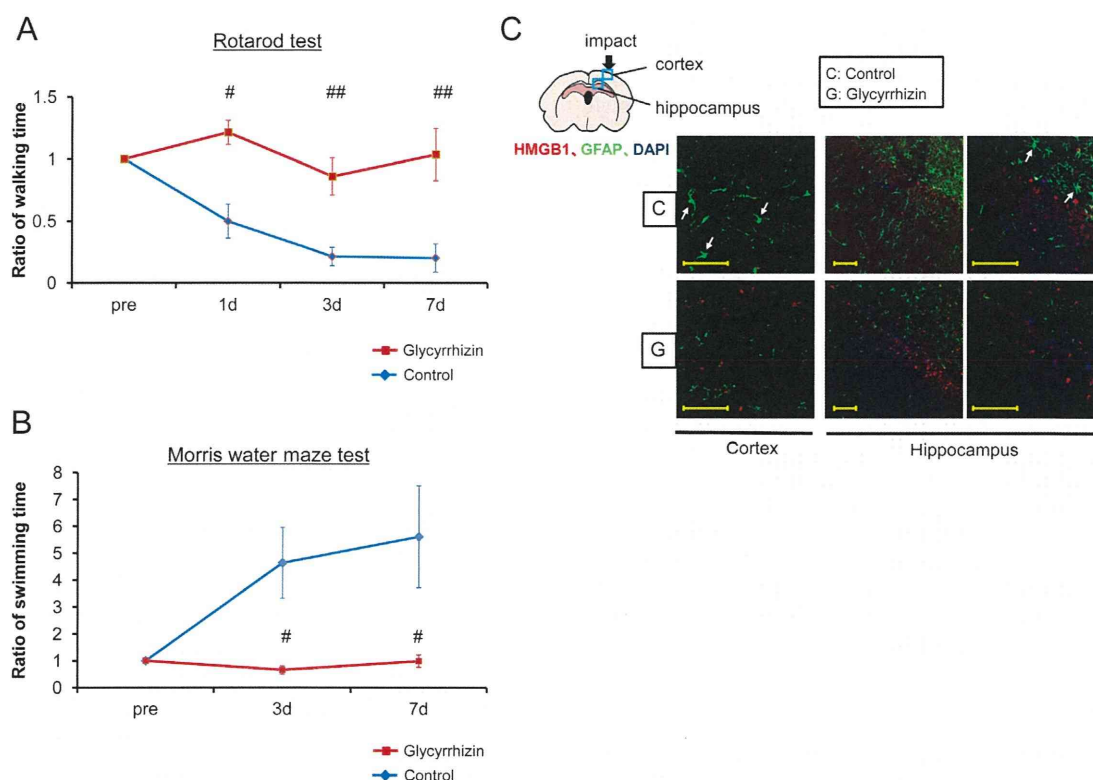 A
Rotarod test
Ratio of walking time
1.5
1
0.5
0
#
##
##
pre
1d
3d
7d
Glycyrrhizin
Control
B
Morris water maze test
Ratio of swimming time
8
7
6
5
4
3
2
1
0
#
#
pre
3d
7d
Glycyrrhizin
Control
C
impact
cortex
hippocampus
HMGB1、GFAP、DAPI
C: Control
G: Glycyrrhizin
C
G
Cortex
Hippocampus